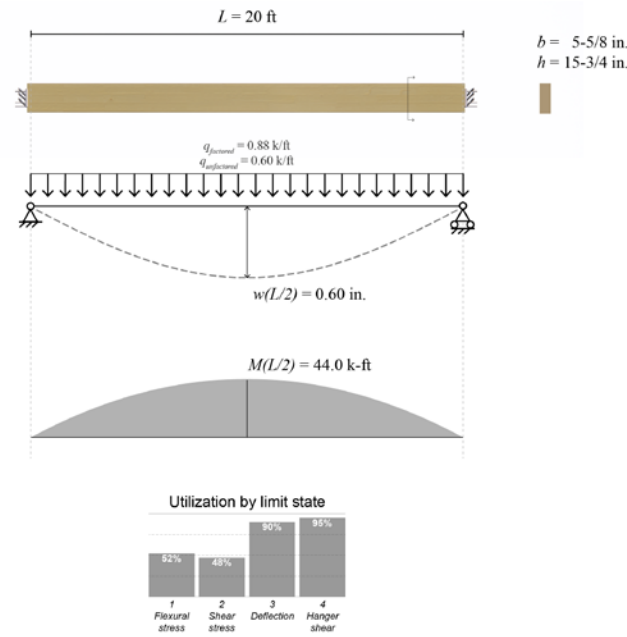 L = 20 ft
b = 5-5/8 in.
h = 15-3/4 in.
q_factored = 0.88 k/ft
q_unfactored = 0.60 k/ft
w(L/2) = 0.60 in.
M(L/2) = 44.0 k-ft
Utilization by limit state
52% 48% 90% 95%
1 2 3 4
Flexural Shear Deflection Hanger
stress stress shear